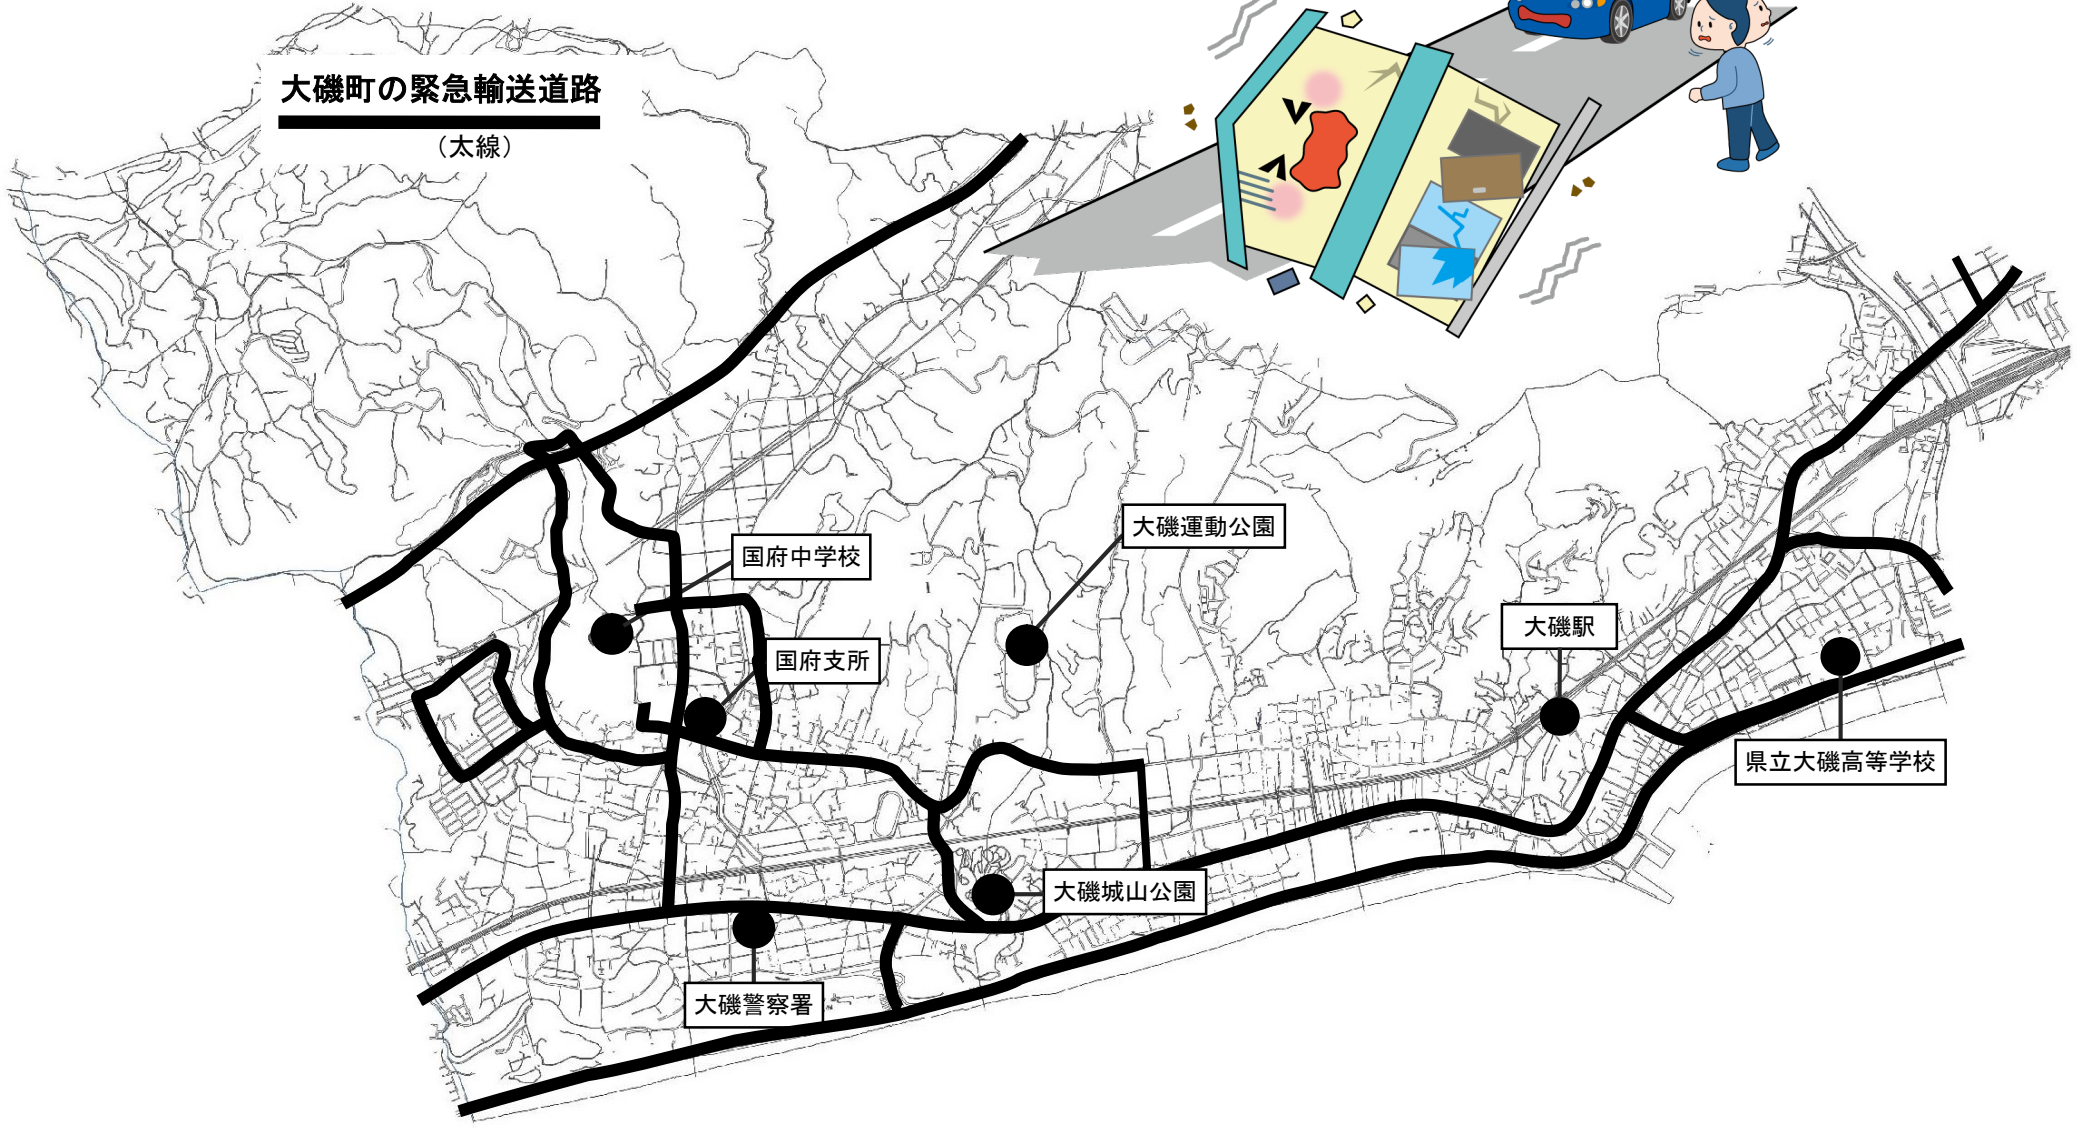 大磯町の緊急輸送道路
（太線）
大磯運動公園
国府中学校
大磯駅
国府支所
県立大磯高等学校
大磯城山公園
大磯警察署